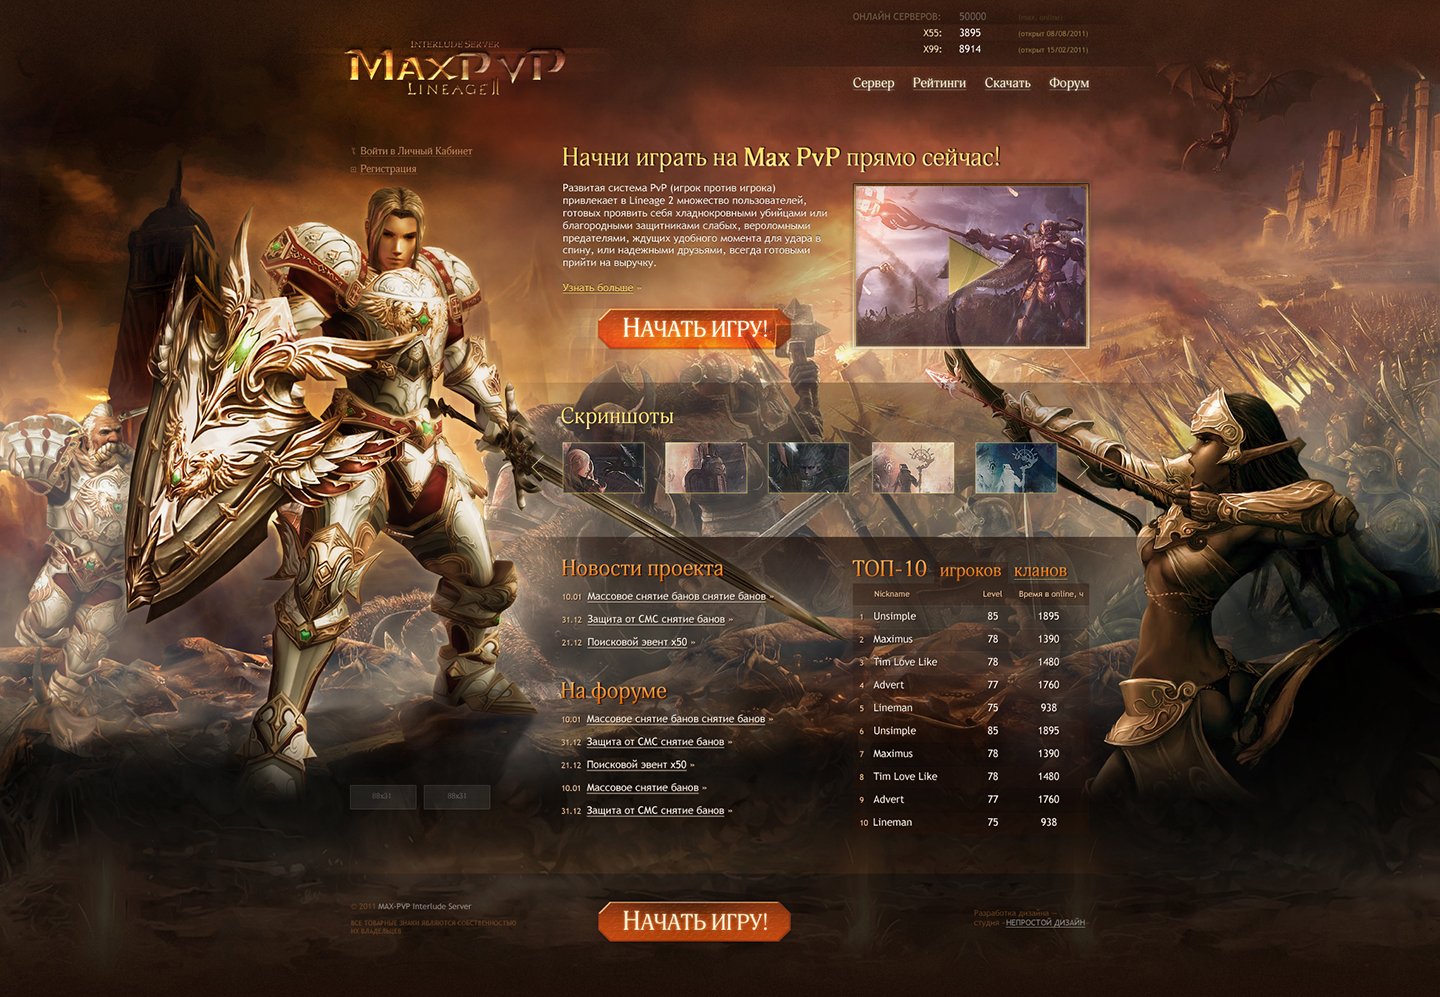 ОНЛАЙН СЕРВЕРОВ: 50000 (max. online)
X55: 3895 (открыт 08/08/2011)
X99: 8914 (открыт 15/02/2011)
INTERLUDE SERVER
MAXPVP
LINEAGE II
Сервер Рейтинги Скачать Форум
Войти в Личный Кабинет
Регистрация
Начни играть на Max PvP прямо сейчас!
Развитая система PvP (игрок против игрока)
привлекает в Lineage 2 множество пользователей,
готовых проявить себя хладнокровными убийцами или
благородными защитниками слабых, вероломными
предателями, ждущих удобного момента для удара в
спину, или надежными друзьями, всегда готовыми
прийти на выручку.
Узнать больше »
НАЧАТЬ ИГРУ!
Скриншоты
Новости проекта
10.01 Массовое снятие банов снятие банов »
31.12 Защита от СМС снятие банов »
21.12 Поисковой эвент x50 »
На форуме
10.01 Массовое снятие банов снятие банов »
31.12 Защита от СМС снятие банов »
21.12 Поисковой эвент x50 »
10.01 Массовое снятие банов »
31.12 Защита от СМС снятие банов »
ТОП-10 игроков кланов
Nickname Level Время в online, ч
1 Unsimple 85 1895
2 Maximus 78 1390
3 Tim Love Like 78 1480
4 Advert 77 1760
5 Lineman 75 938
6 Unsimple 85 1895
7 Maximus 78 1390
8 Tim Love Like 78 1480
9 Advert 77 1760
10 Lineman 75 938
88x31 88x31
© 2011 MAX-PVP Interlude Server
ВСЕ ТОВАРНЫЕ ЗНАКИ ЯВЛЯЮТСЯ СОБСТВЕННОСТЬЮ
ИХ ВЛАДЕЛЬЦЕВ
НАЧАТЬ ИГРУ!
Разработка дизайна —
студия «НЕПРОСТОЙ ДИЗАЙН»